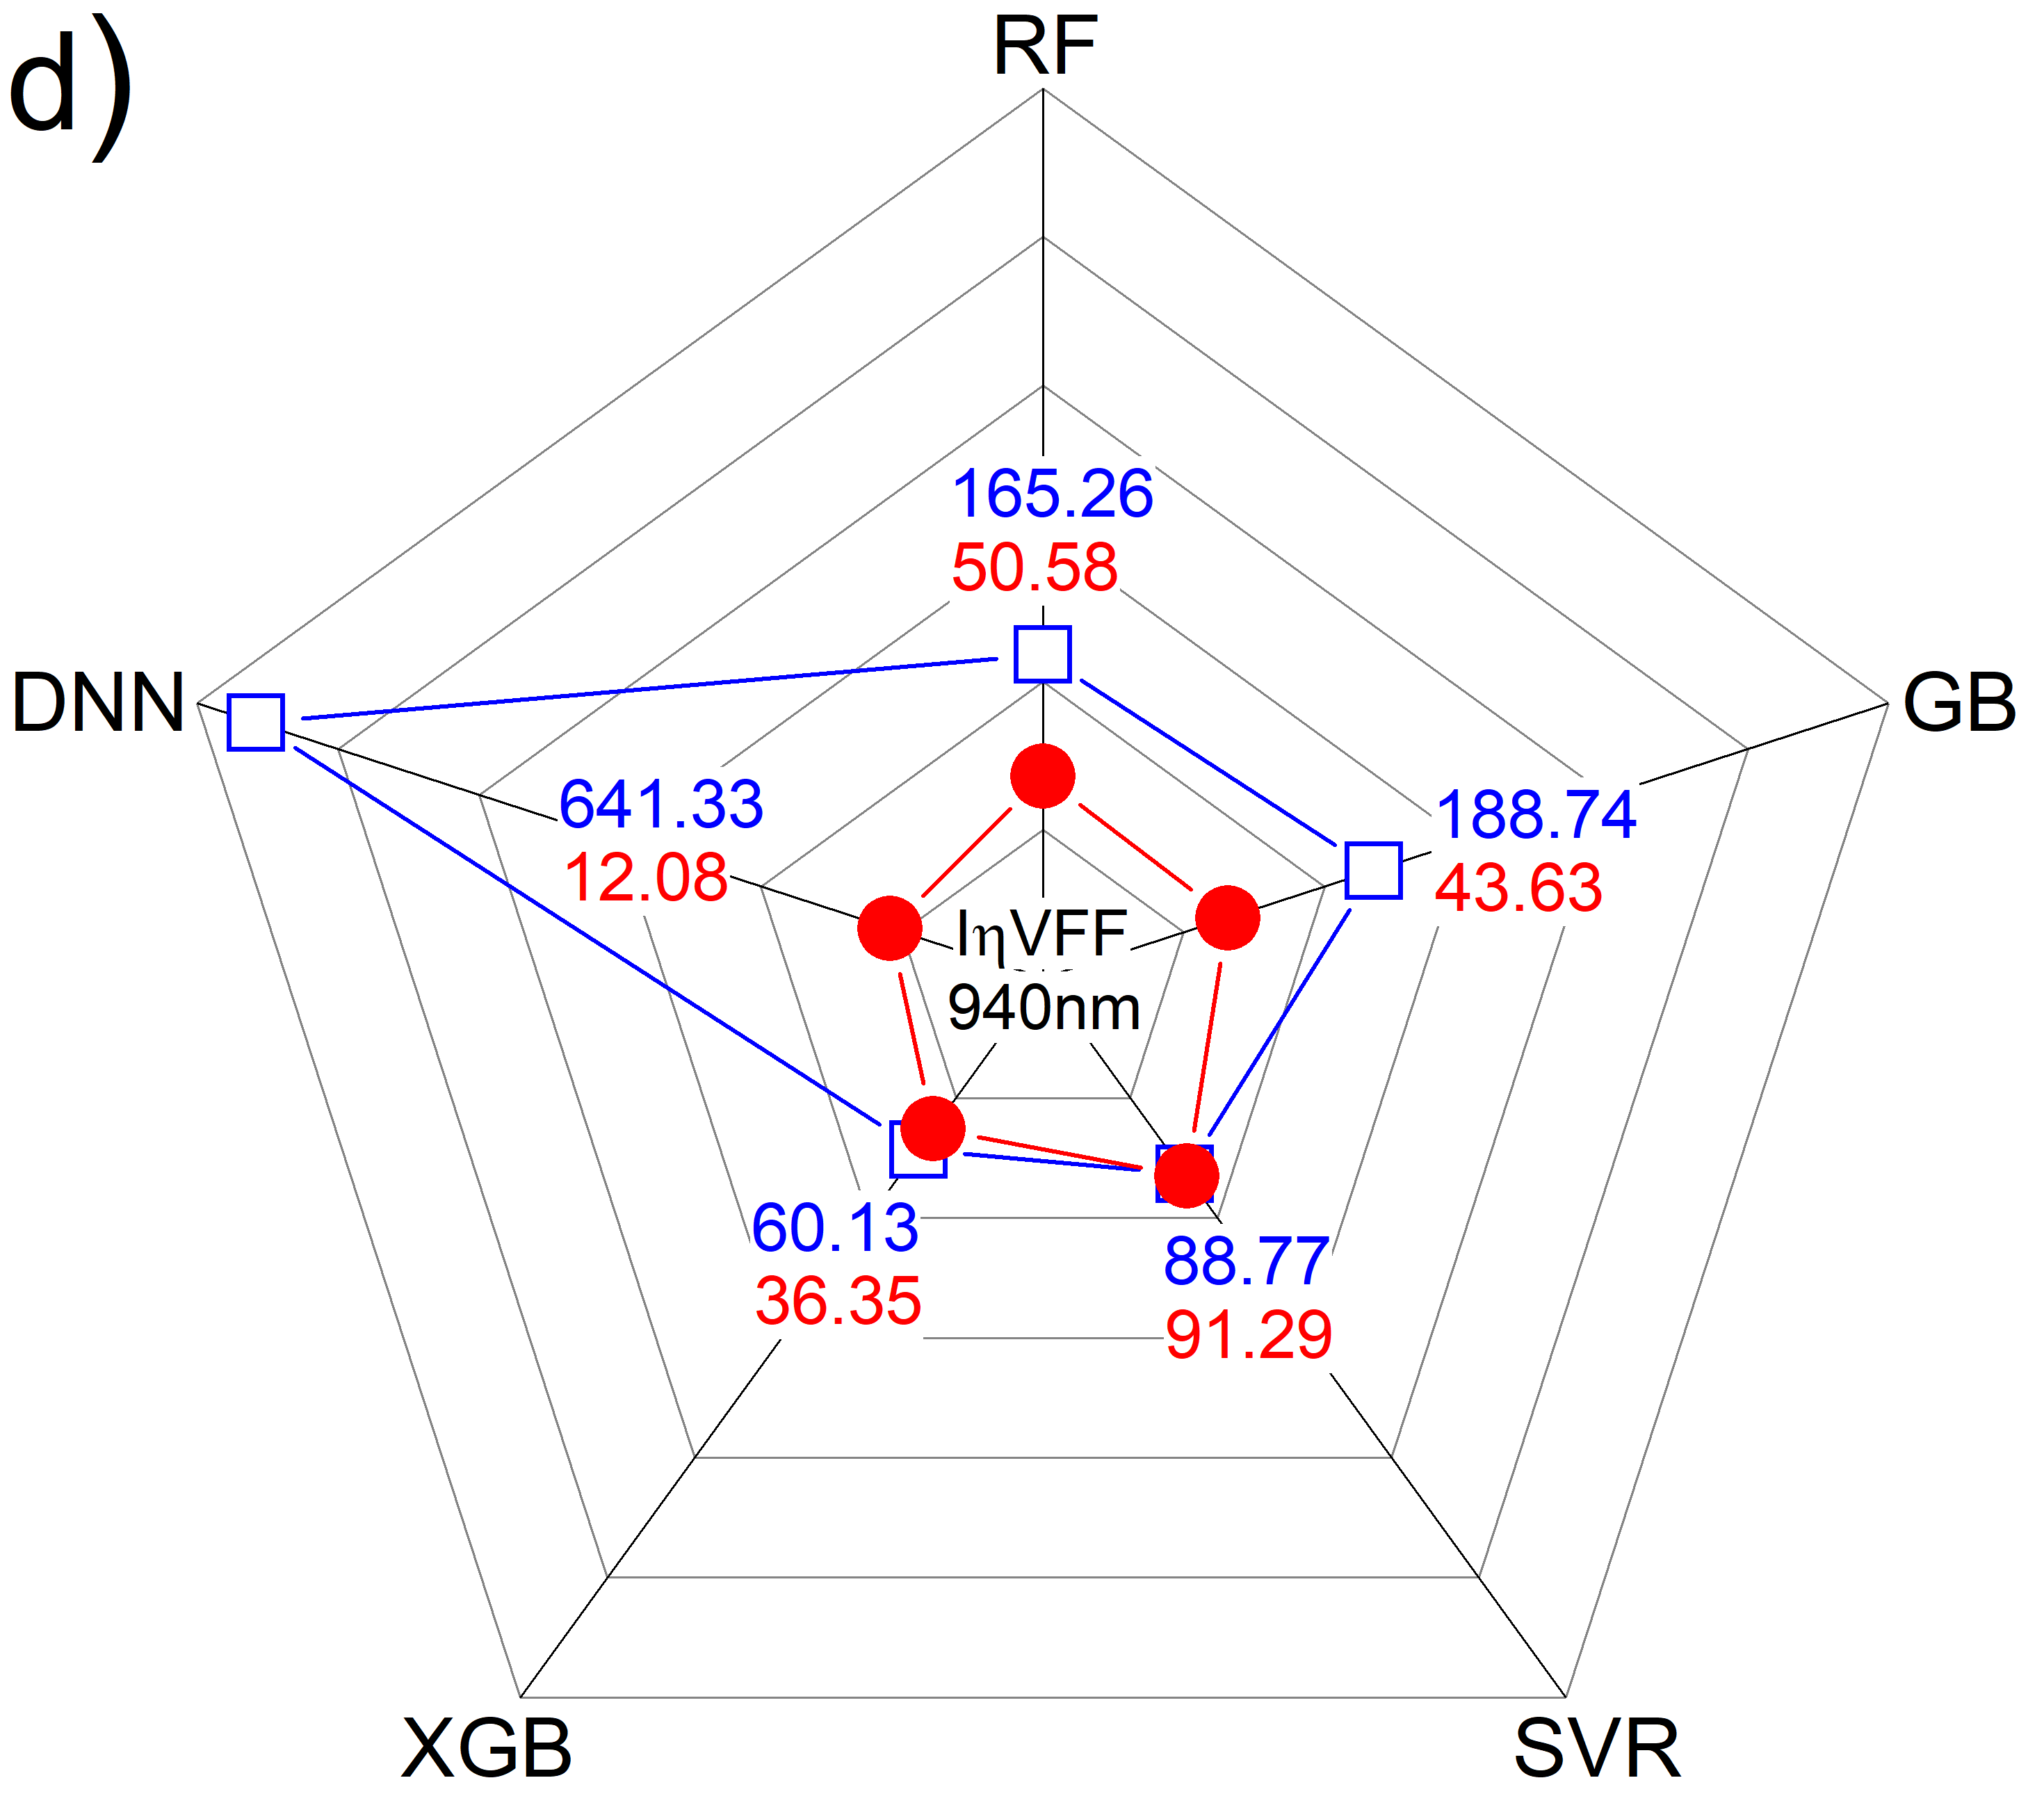 d)
RF
165.26
50.58
DNN
GB
641.33
12.08
188.74
43.63
IηVFF
940nm
60.13
36.35
88.77
91.29
XGB
SVR